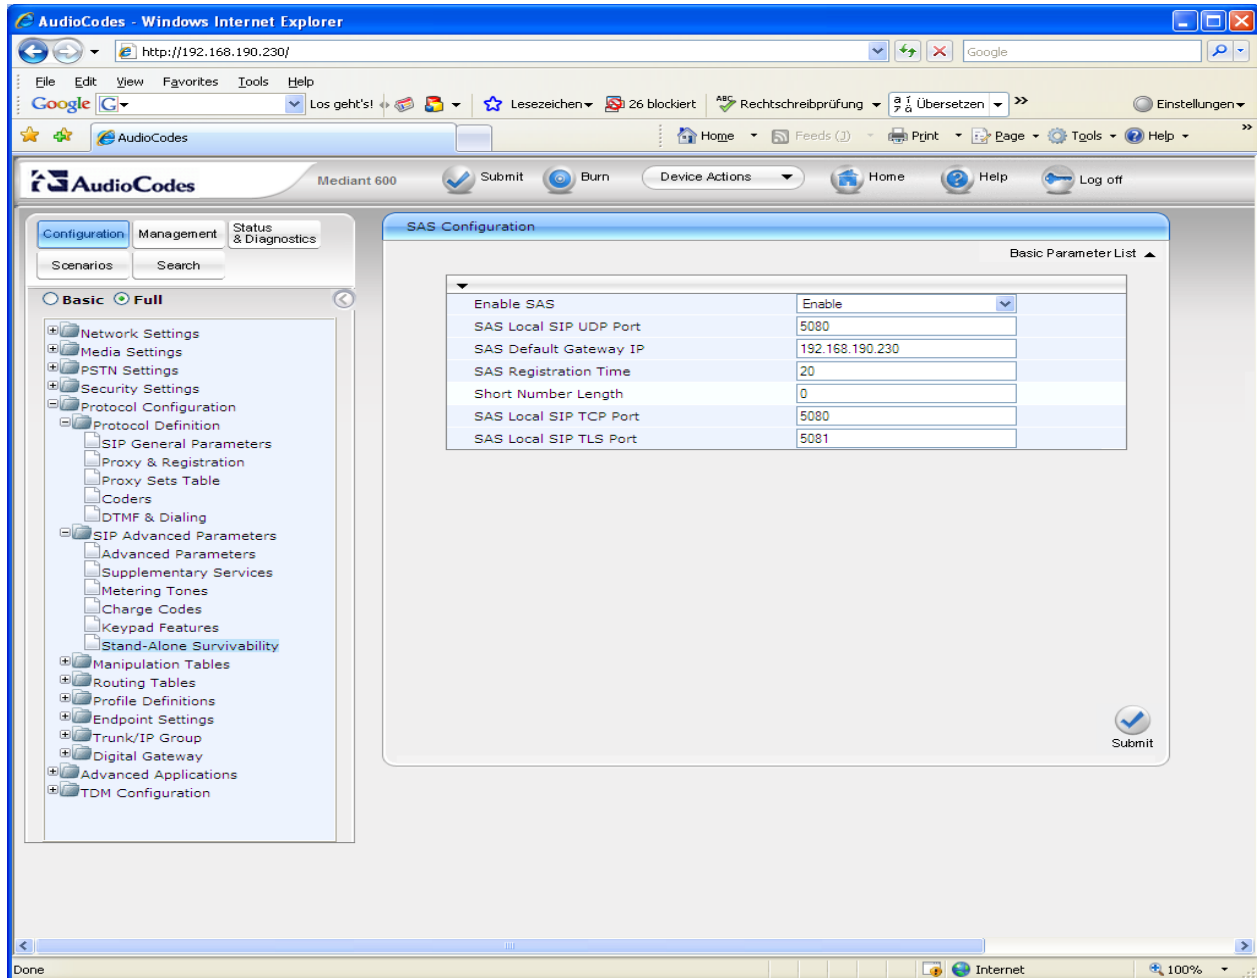 AudioCodes - Windows Internet Explorer
http://192.168.190.230/
Google
File Edit View Favorites Tools Help
Google G Los geht's! Lesezeichen 26 blockiert ABC Rechtschreibprüfung Übersetzen » Einstellungen
AudioCodes Home Feeds (J) Print Page Tools Help »
AudioCodes Mediant 600 Submit Burn Device Actions Home Help Log off
Configuration Management Status & Diagnostics
Scenarios Search
Basic Full
Network Settings
Media Settings
PSTN Settings
Security Settings
Protocol Configuration
Protocol Definition
SIP General Parameters
Proxy & Registration
Proxy Sets Table
Coders
DTMF & Dialing
SIP Advanced Parameters
Advanced Parameters
Supplementary Services
Metering Tones
Charge Codes
Keypad Features
Stand-Alone Survivability
Manipulation Tables
Routing Tables
Profile Definitions
Endpoint Settings
Trunk/IP Group
Digital Gateway
Advanced Applications
TDM Configuration
SAS Configuration
Basic Parameter List
Enable SAS Enable
SAS Local SIP UDP Port 5080
SAS Default Gateway IP 192.168.190.230
SAS Registration Time 20
Short Number Length 0
SAS Local SIP TCP Port 5080
SAS Local SIP TLS Port 5081
Submit
Done Internet 100%